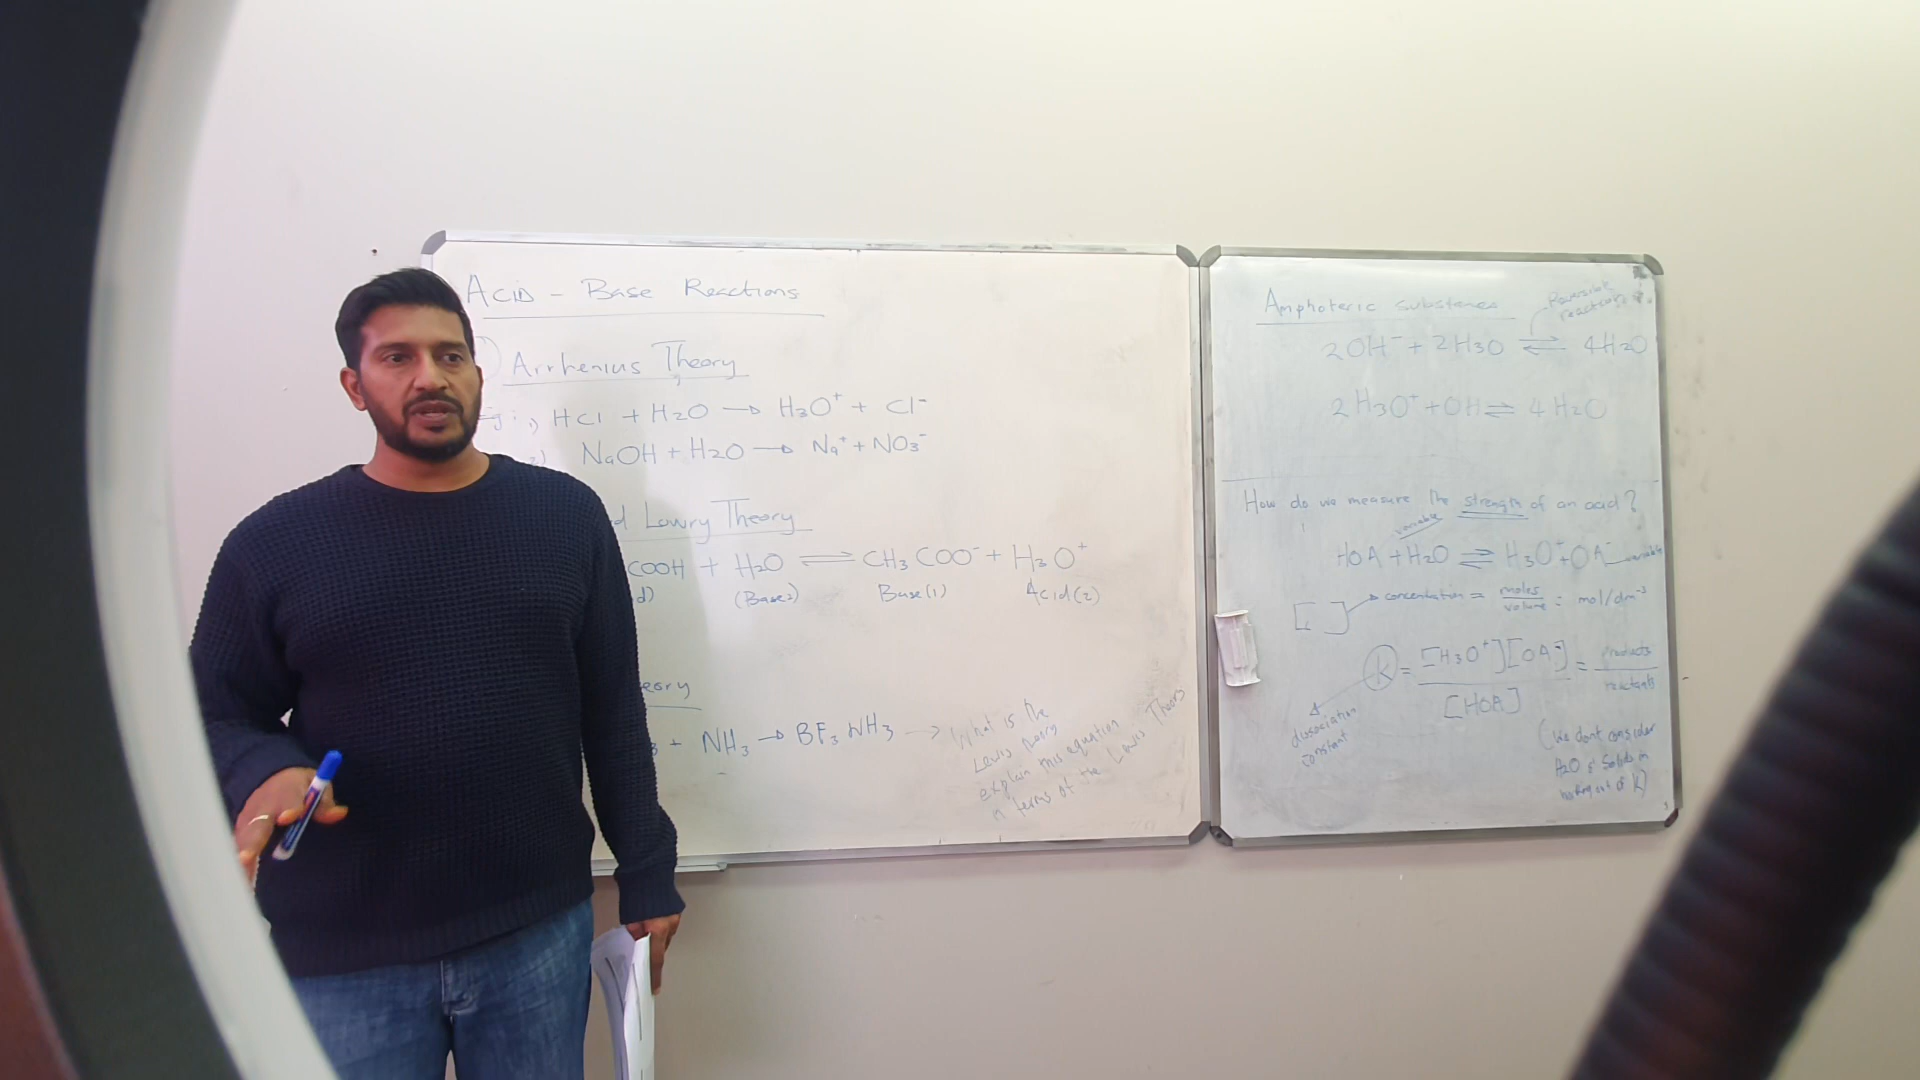 Acid - Base Reactions
Arrhenius Theory
1) HCl + H2O → H3O+ + Cl-
2) NaOH + H2O → Na+ + NO3-
d Lowry Theory
COOH + H2O ⇌ CH3COO- + H3O+
d) (Base2) Base(1) Acid(2)
eory
3 + NH3 → BF3NH3 → What is the
Lewis
explain this equation
in terms of the Lewis Theory
Amphoteric substances
Reversible
reactions
2OH- + 2H3O ⇌ 4H2O
2H3O+ + OH ⇌ 4H2O
How do we measure the strength of an acid?
variable
HOA + H2O ⇌ H3O+ + OA- variable
[ ] → concentration = moles/volume = mol/dm-3
K = [H3O+][OA-]/[HOA] = products/reactants
dissociation
constant
(We dont consider
H2O & Solids in
out of K)